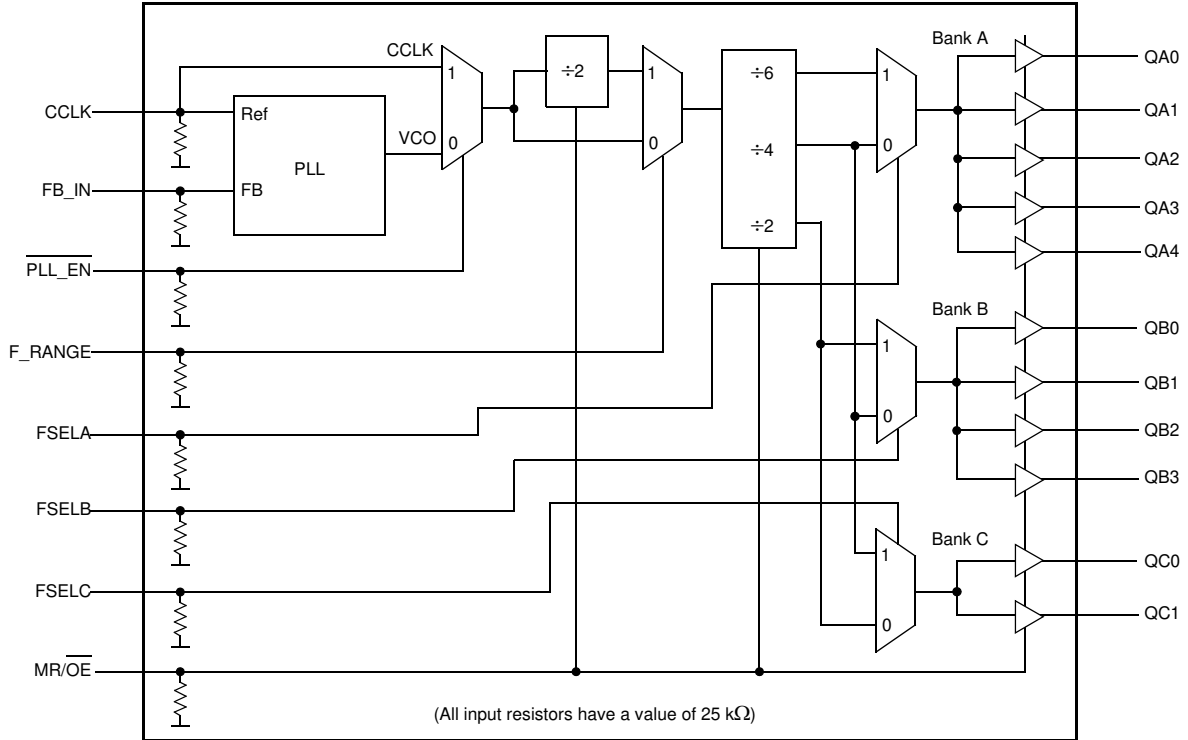 Bank A
QA0
CCLK
1
÷2
1
÷6
1
CCLK
Ref
QA1
VCO
0
0
÷4
0
PLL
QA2
FB_IN
FB
QA3
÷2
QA4
PLL_EN
Bank B
QB0
F_RANGE
1
QB1
0
QB2
FSELA
QB3
FSELB
Bank C
1
QC0
FSELC
QC1
0
MR/OE
(All input resistors have a value of 25 kΩ)